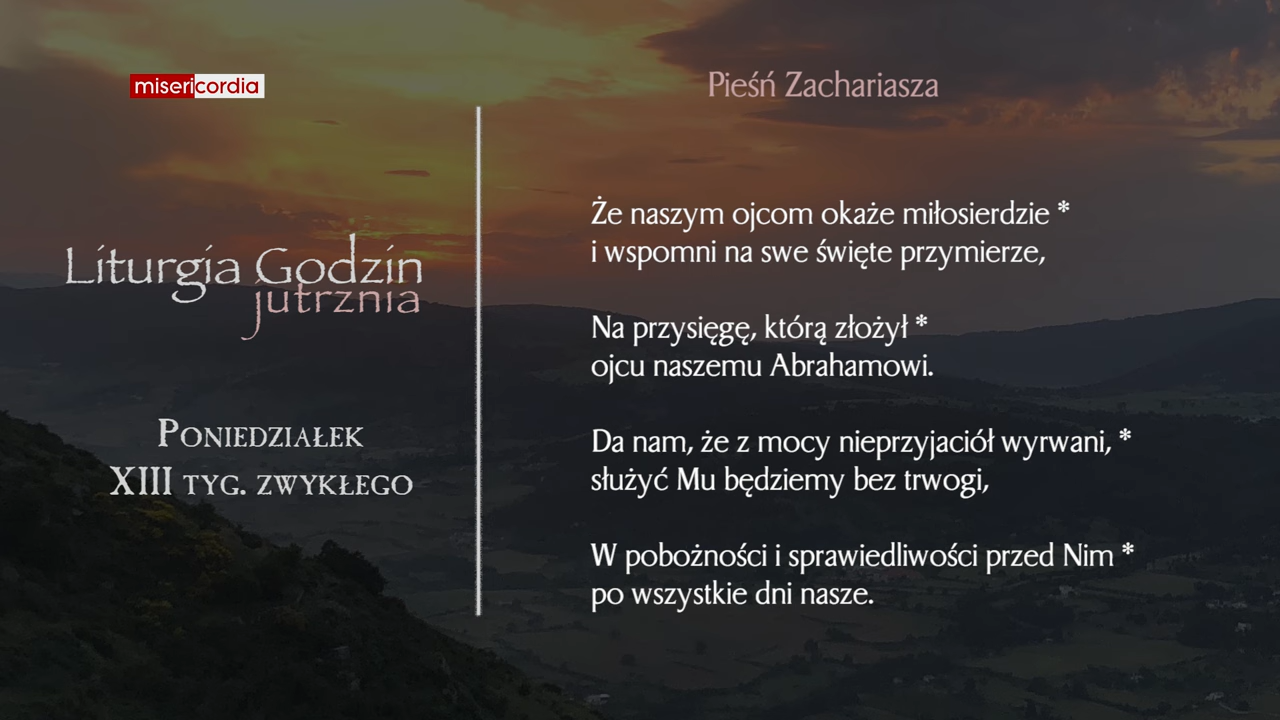 misericordia
Liturgia Godzin
jutrznia
Poniedziałek
XIII tyg. zwykłego
Pieśń Zachariasza
Że naszym ojcom okaże miłosierdzie *
i wspomni na swe święte przymierze,
Na przysięgę, którą złożył *
ojcu naszemu Abrahamowi.
Da nam, że z mocy nieprzyjaciół wyrwani, *
służyć Mu będziemy bez trwogi,
W pobożności i sprawiedliwości przed Nim *
po wszystkie dni nasze.